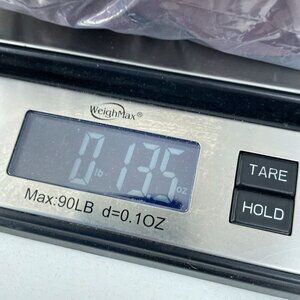 WeighMax®
0 lb 13.5 oz
TARE
HOLD
Max:90LB d=0.1OZ